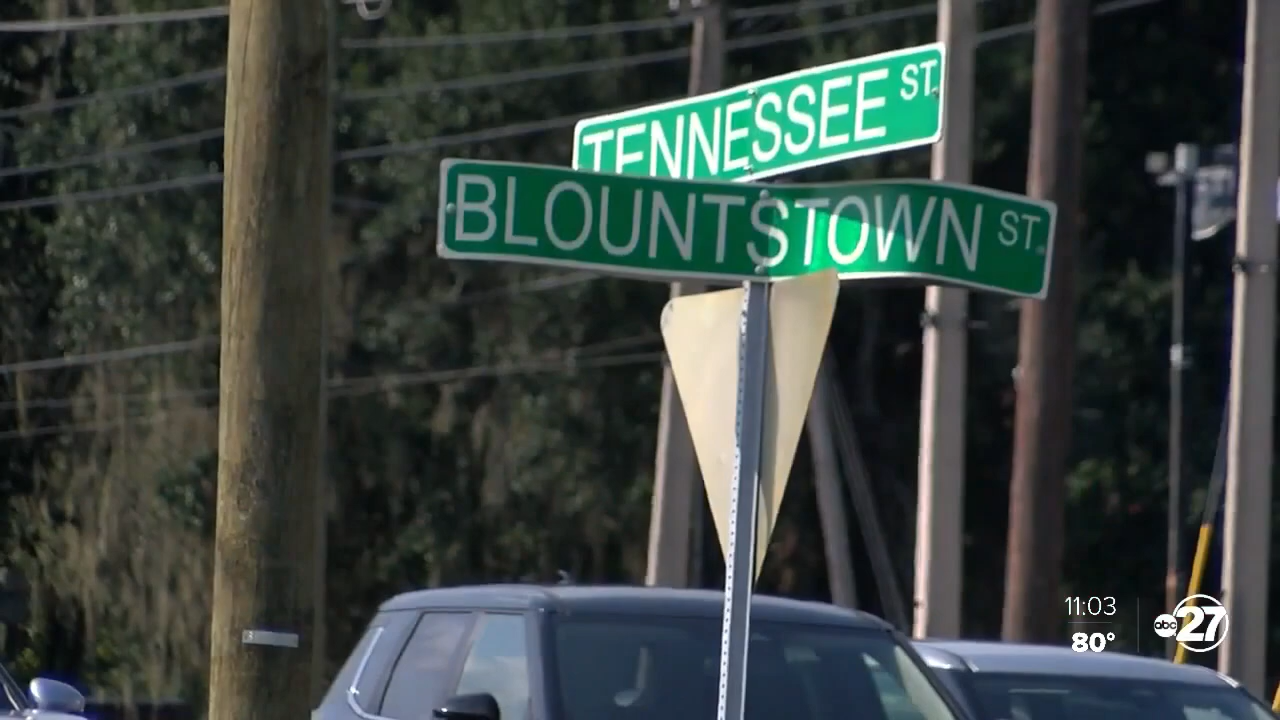 TENNESSEE ST.
BLOUNTSTOWN ST.
11:03
80°
abc 27